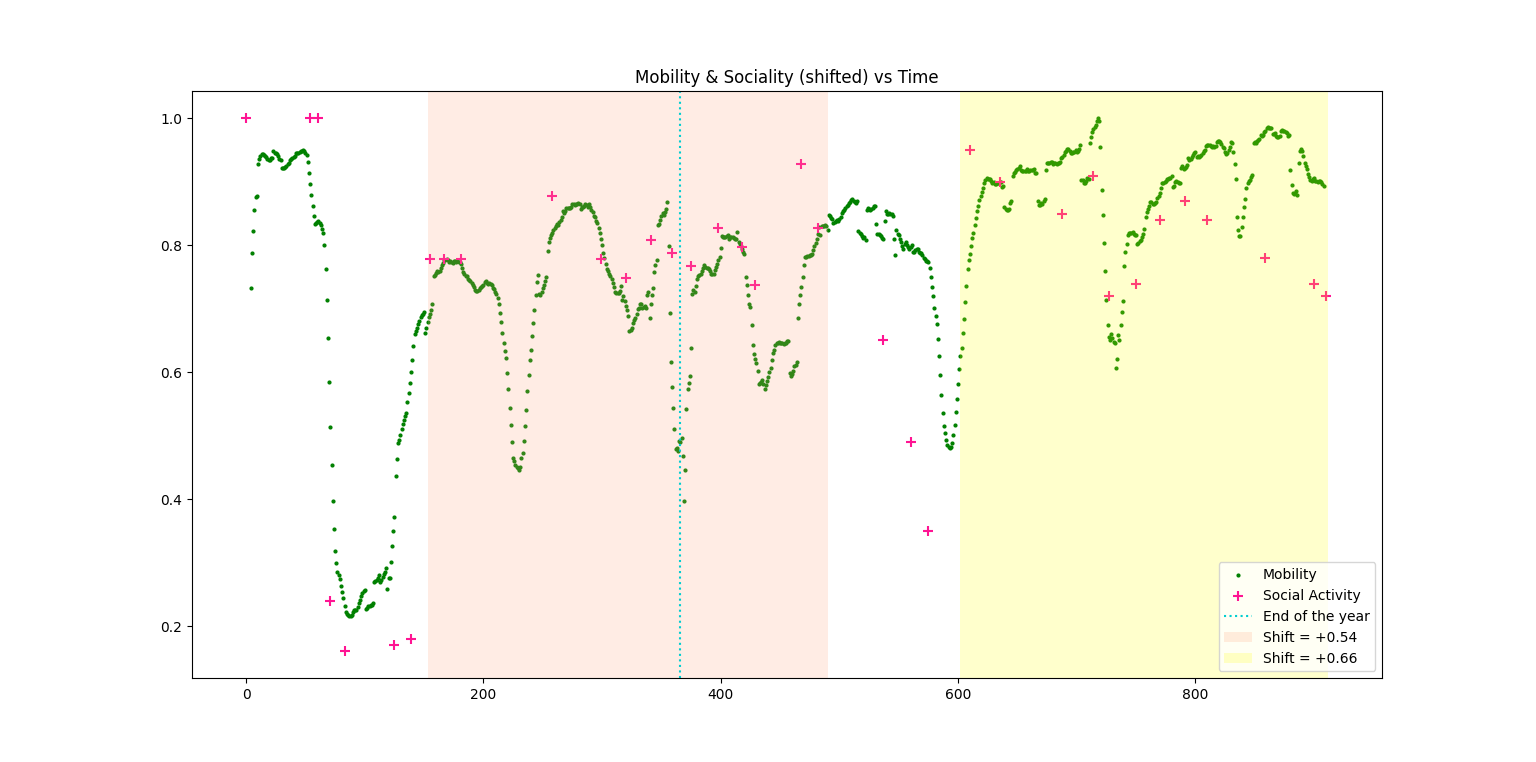 Mobility & Sociality (shifted) vs Time
1.0
0.8
0.6
0.4
0.2
0 200 400 600 800
Mobility
Social Activity
End of the year
Shift = +0.54
Shift = +0.66